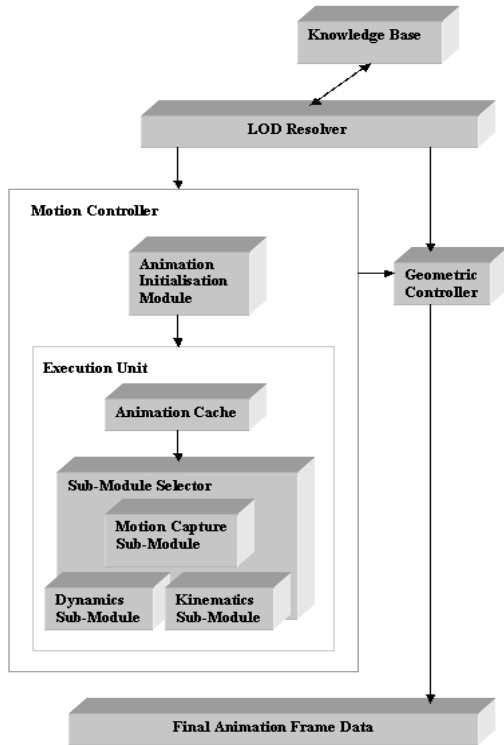 Knowledge Base
LOD Resolver
Motion Controller
Animation
Initialisation
Module
Geometric
Controller
Execution Unit
Animation Cache
Sub-Module Selector
Motion Capture
Sub-Module
Dynamics
Sub-Module
Kinematics
Sub-Module
Final Animation Frame Data